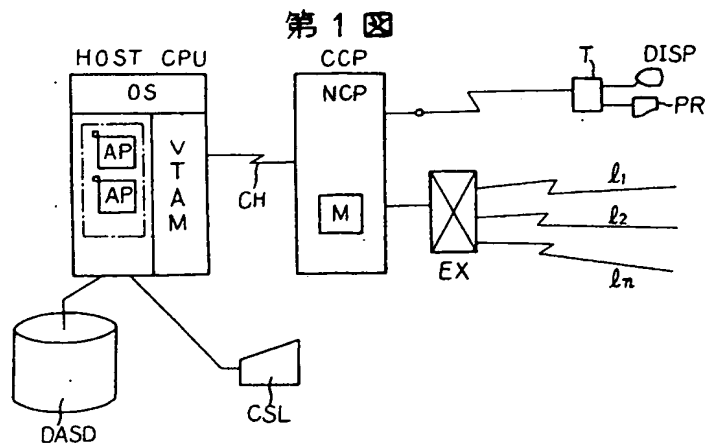 第1図
HOST CPU
OS
AP
AP
VTAM
CH
CCP
NCP
M
EX
T
DISP
PR
ℓ1
ℓ2
ℓn
DASD
CSL